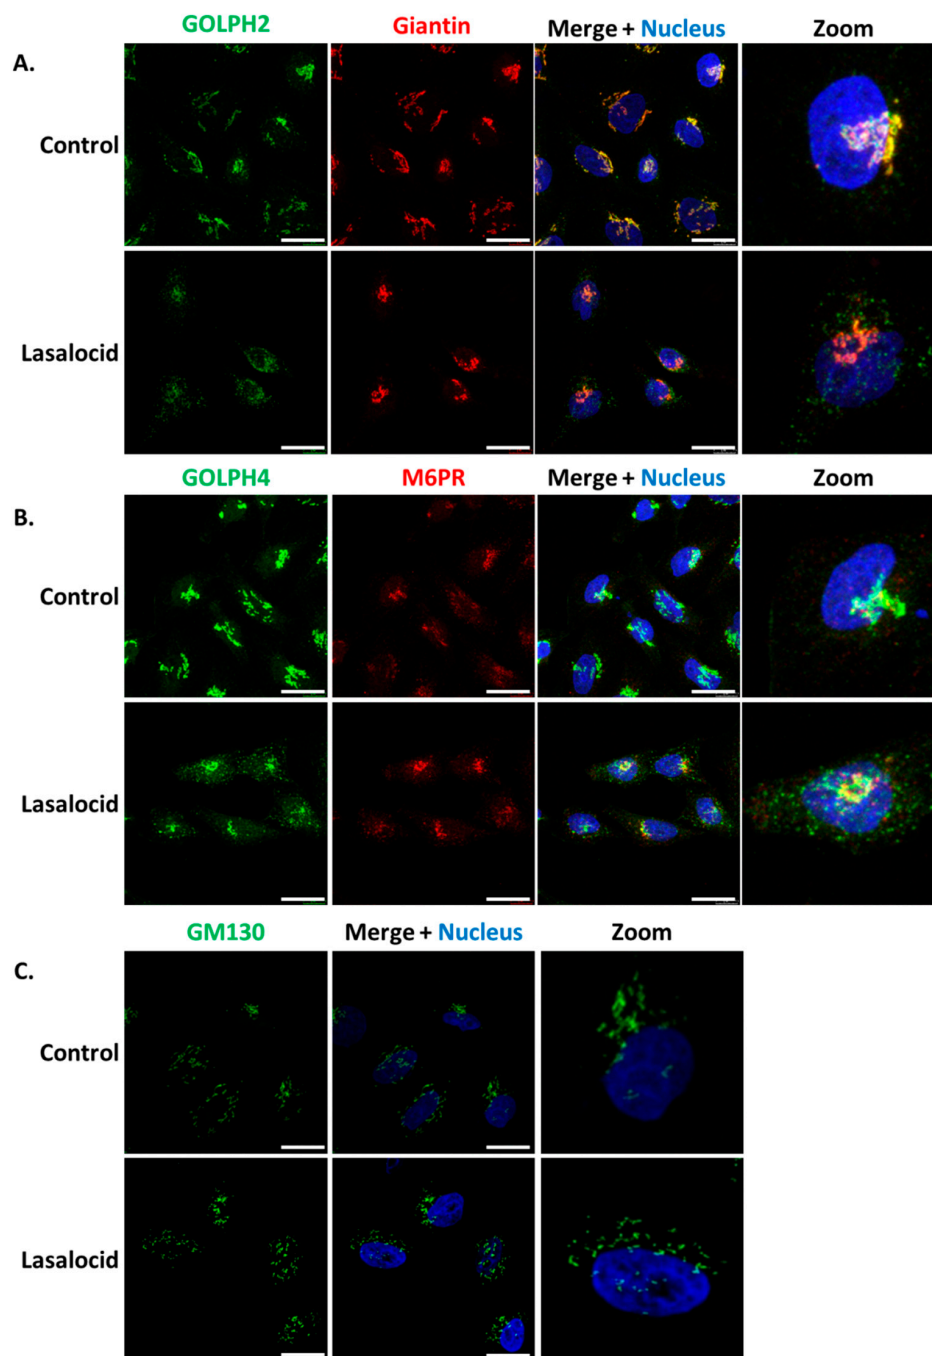 GOLPH2 Giantin Merge + Nucleus Zoom
A.
Control
Lasalocid
GOLPH4 M6PR Merge + Nucleus Zoom
B.
Control
Lasalocid
GM130 Merge + Nucleus Zoom
C.
Control
Lasalocid